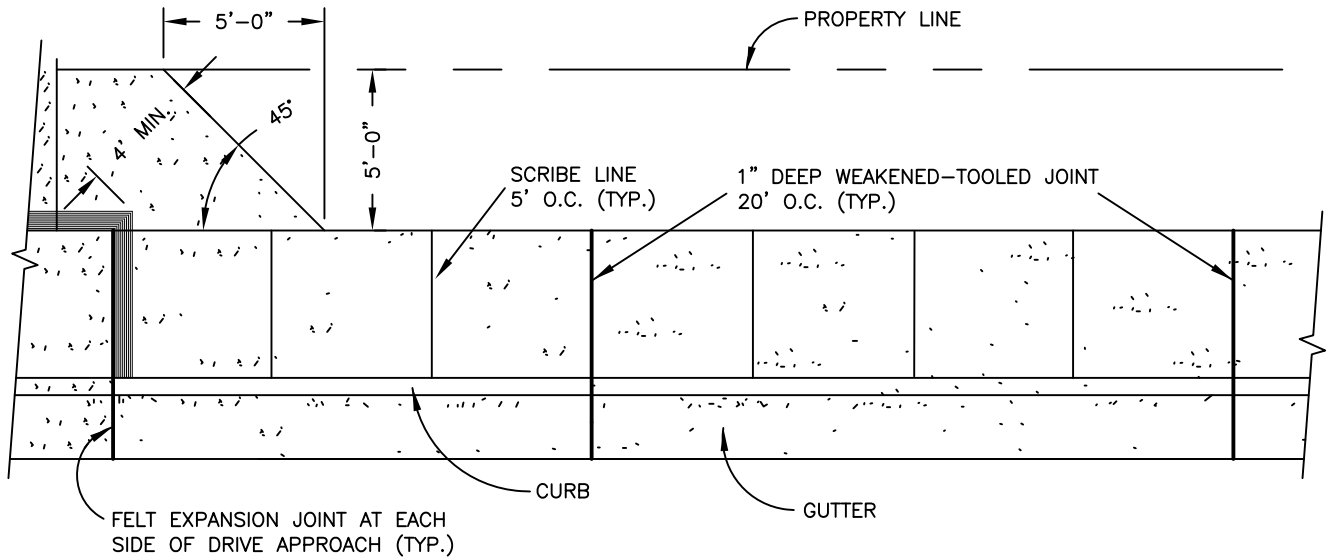 5'-0"
PROPERTY LINE
4' MIN.
45°
5'-0"
SCRIBE LINE
5' O.C. (TYP.)
1" DEEP WEAKENED-TOOLED JOINT
20' O.C. (TYP.)
CURB
GUTTER
FELT EXPANSION JOINT AT EACH
SIDE OF DRIVE APPROACH (TYP.)